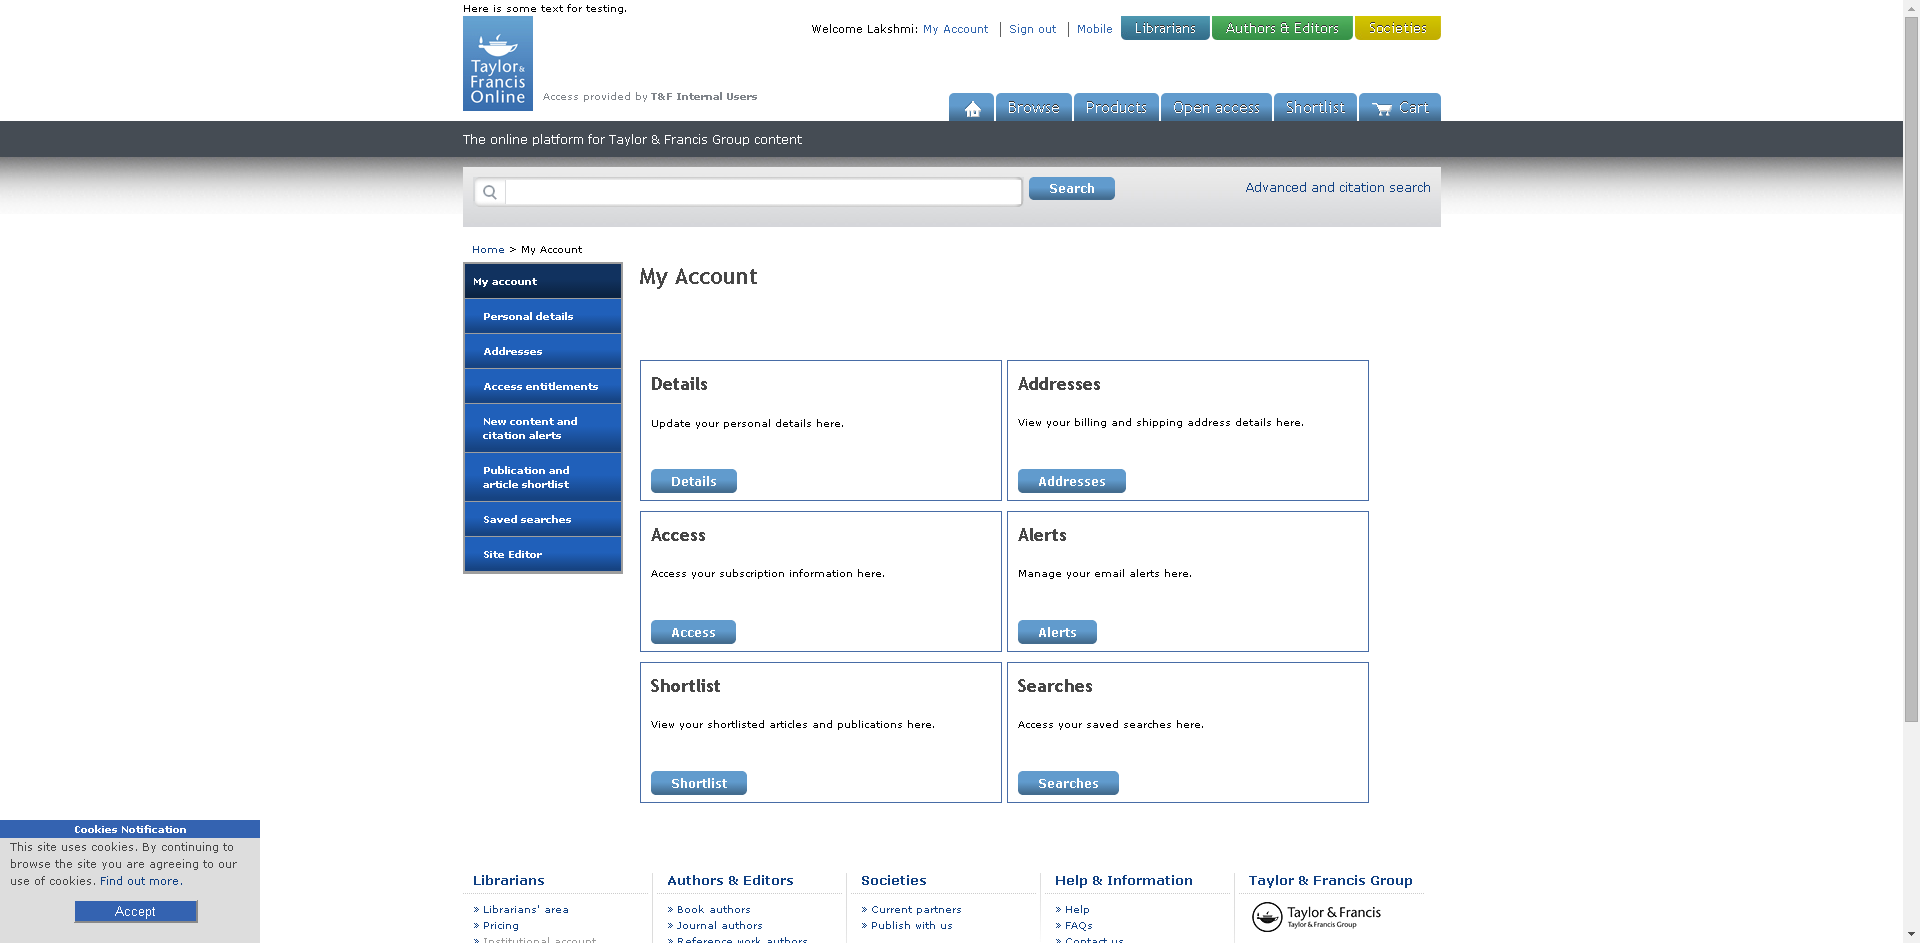 Here is some text for testing.
Welcome Lakshmi: My Account | Sign out | Mobile Librarians Authors & Editors Societies
Taylor &
Francis
Online
Access provided by T&F Internal Users
Browse Products Open access Shortlist Cart
The online platform for Taylor & Francis Group content
Search
Advanced and citation search
Home > My Account
My account
Personal details
Addresses
Access entitlements
New content and
citation alerts
Publication and
article shortlist
Saved searches
Site Editor
My Account
Details
Update your personal details here.
Details
Addresses
View your billing and shipping address details here.
Addresses
Access
Access your subscription information here.
Access
Alerts
Manage your email alerts here.
Alerts
Shortlist
View your shortlisted articles and publications here.
Shortlist
Searches
Access your saved searches here.
Searches
Cookies Notification
This site uses cookies. By continuing to
browse the site you are agreeing to our
use of cookies. Find out more.
Accept
Librarians
» Librarians' area
» Pricing
» Institutional account
Authors & Editors
» Book authors
» Journal authors
» Reference work authors
Societies
» Current partners
» Publish with us
Help & Information
» Help
» FAQs
» Contact us
Taylor & Francis Group
Taylor & Francis
Taylor & Francis Group